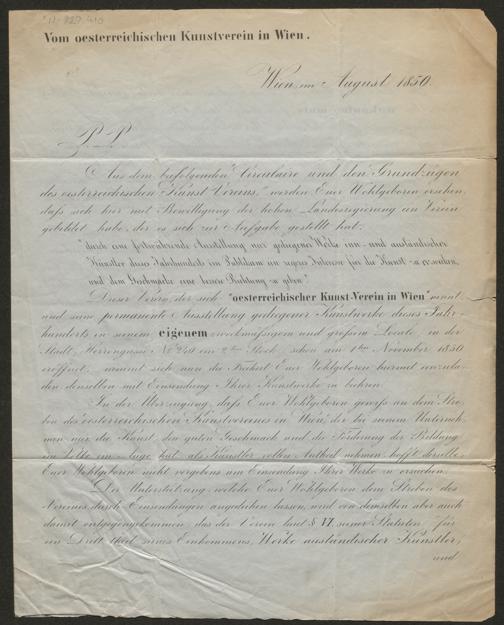 Vom oesterreichischen Kunstverein in Wien.
Wien, im August 1850.
P. P.
Aus dem beifolgenden Circulaire und den Grundzügen
des oesterreichischen Kunst-Vereins, werden Euer Wohlgeboren ersehen,
daß sich hier mit Bewilligung der hohen Landesregierung ein Verein
gebildet habe, der es sich zur Aufgabe gestellt hat:
"durch eine fortwährende Ausstellung nur gediegener Werke inn- und ausländischer
Künstler dieses Jahrhunderts im Publikum ein regeres Interesse für die Kunst zu erwecken,
und dem Geschmacke eine bessere Richtung zu geben."
Dieser Verein, der sich "oesterreichischer Kunst-Verein in Wien" nennt
und seine permanente Ausstellung gediegener Kunstwerke dieses Jahr-
hunderts in seinem eigenem zweckmässigem und großem Locale, in der
Stadt, Herrengasse No im 2ten Stock, schon am 1ten November 1850
eröffnet, nimmt sich nun die Freiheit Euer Wohlgeboren hiermit einzula-
den, denselben mit Einsendung Ihrer Kunstwerke zu beehren.
In der Überzeugung, daß Euer Wohlgeboren gewiss an dem Stre-
ben des oesterreichischen Kunstvereines in Wien, der bei seinem Unterneh-
men nur die Kunst, den guten Geschmack und die Förderung der Bildung
im Volke im Auge hat, als Künstler vollen Antheil nehmen, hofft derselbe
Euer Wohlgeboren nicht vergebens um Einsendung Ihrer Werke zu ersuchen.
Die Unterstützung, welche Euer Wohlgeboren dem Streben des
Vereines durch Einsendungen angedeihen lassen, wird von demselben aber auch
damit entgegengekommen, das der Verein laut § VI. seiner Statuten, für
ein Dritt theil seines Einkommens, Werke ausländischer Künstler,
und